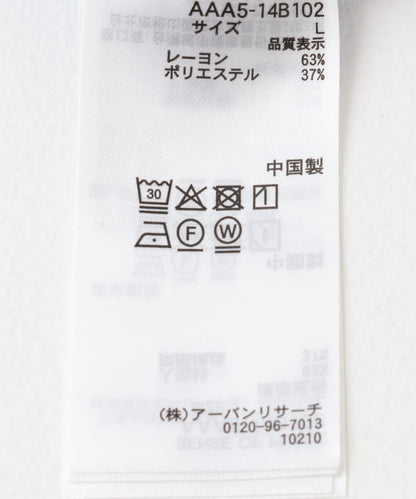 AAA5-14B102
サイズ L
品質表示
レーヨン 63%
ポリエステル 37%
中国製
30
F W
(株)アーバンリサーチ
0120-96-7013
10210